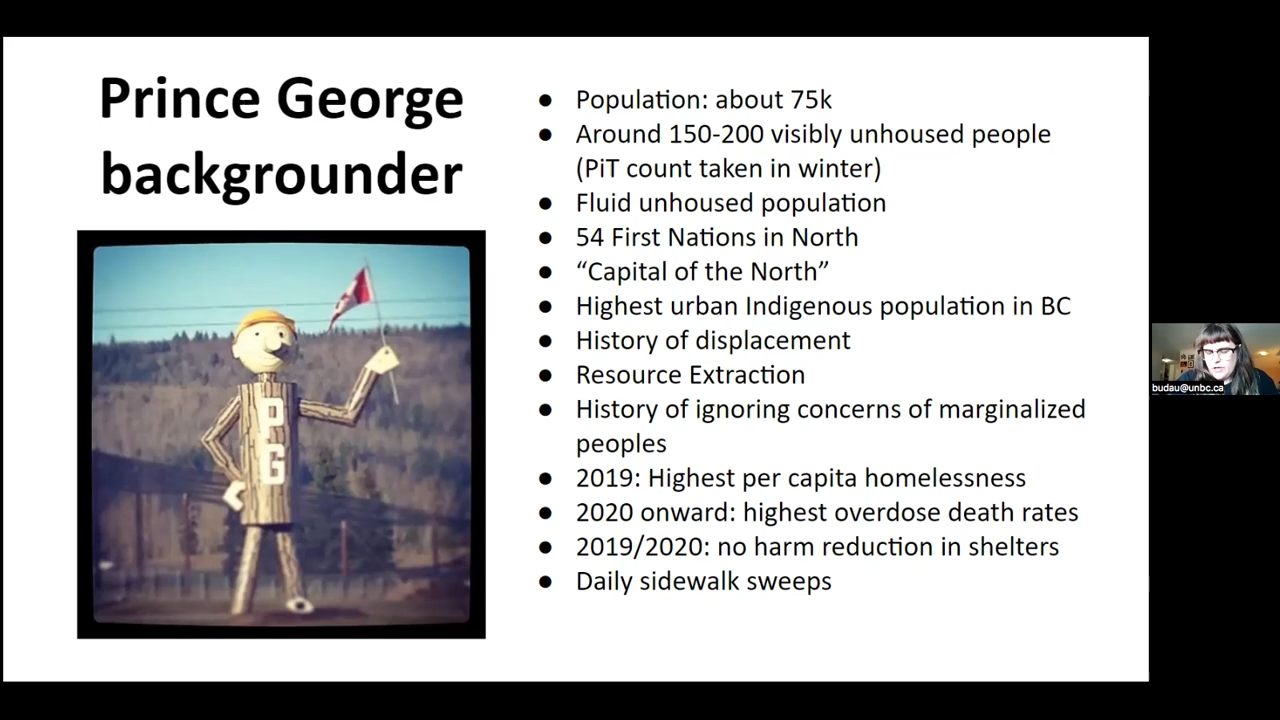 Prince George
backgrounder
● Population: about 75k
● Around 150-200 visibly unhoused people
(PiT count taken in winter)
● Fluid unhoused population
● 54 First Nations in North
● “Capital of the North”
● Highest urban Indigenous population in BC
● History of displacement
● Resource Extraction
● History of ignoring concerns of marginalized
peoples
● 2019: Highest per capita homelessness
● 2020 onward: highest overdose death rates
● 2019/2020: no harm reduction in shelters
● Daily sidewalk sweeps
P
G
budau@unbc.ca